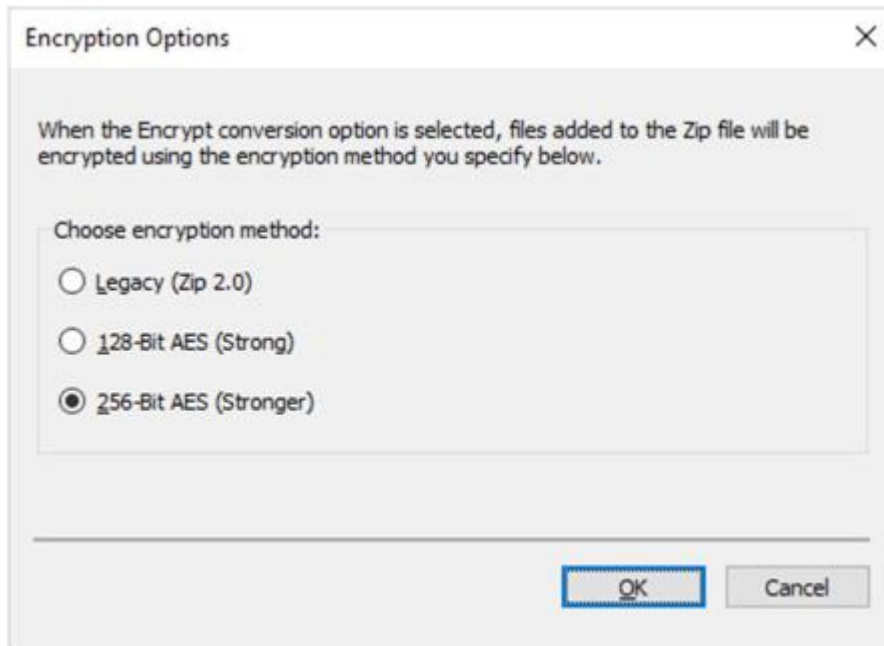 Encryption Options
When the Encrypt conversion option is selected, files added to the Zip file will be
encrypted using the encryption method you specify below.
Choose encryption method:
Legacy (Zip 2.0)
128-Bit AES (Strong)
256-Bit AES (Stronger)
OK
Cancel